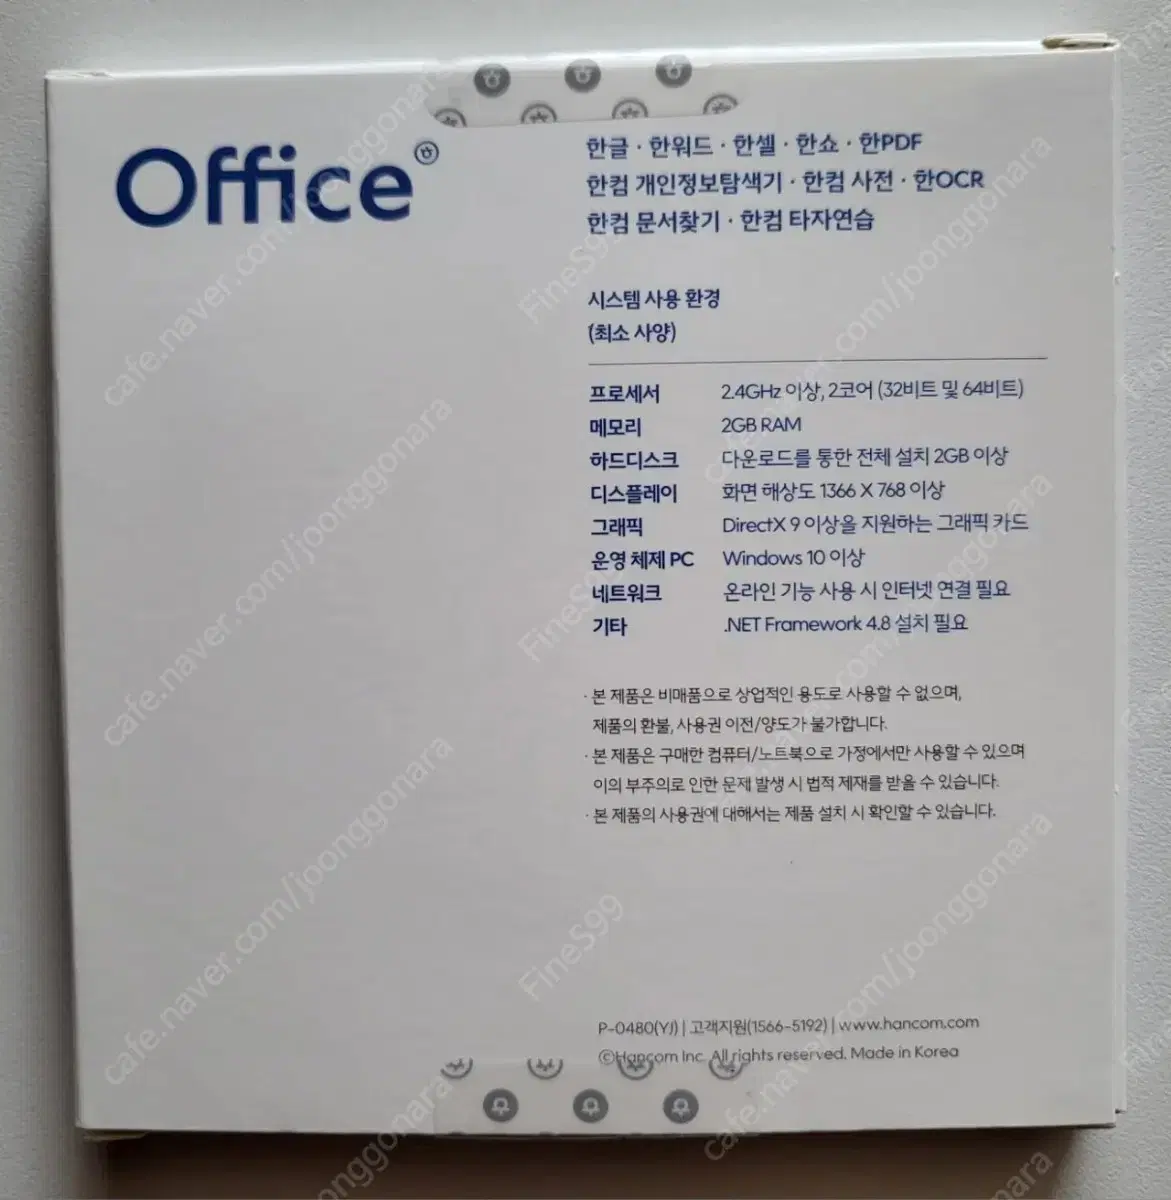 Office
한글 · 한워드 · 한셀 · 한쇼 · 한PDF
한컴 개인정보탐색기 · 한컴 사전 · 한OCR
한컴 문서찾기 · 한컴 타자연습
시스템 사용 환경
(최소 사양)
프로세서 2.4GHz 이상, 2코어 (32비트 및 64비트)
메모리 2GB RAM
하드디스크 다운로드를 통한 전체 설치 2GB 이상
디스플레이 화면 해상도 1366 X 768 이상
그래픽 DirectX 9 이상을 지원하는 그래픽 카드
운영 체제 PC Windows 10 이상
네트워크 온라인 기능 사용 시 인터넷 연결 필요
기타 .NET Framework 4.8 설치 필요
· 본 제품은 비매품으로 상업적인 용도로 사용할 수 없으며,
제품의 환불, 사용권 이전/양도가 불가합니다.
· 본 제품은 구매한 컴퓨터/노트북으로 가정에서만 사용할 수 있으며
이의 부주의로 인한 문제 발생 시 법적 제재를 받을 수 있습니다.
· 본 제품의 사용권에 대해서는 제품 설치 시 확인할 수 있습니다.
P-0480(YJ) | 고객지원(1566-5192) | www.hancom.com
©Hancom Inc. All rights reserved. Made in Korea
cafe.naver.com/joonggonara
FineS99
cafe.naver.com/joonggonara
FineS99
cafe.naver.com/joonggonara
FineS99
cafe.naver.com/joonggonara